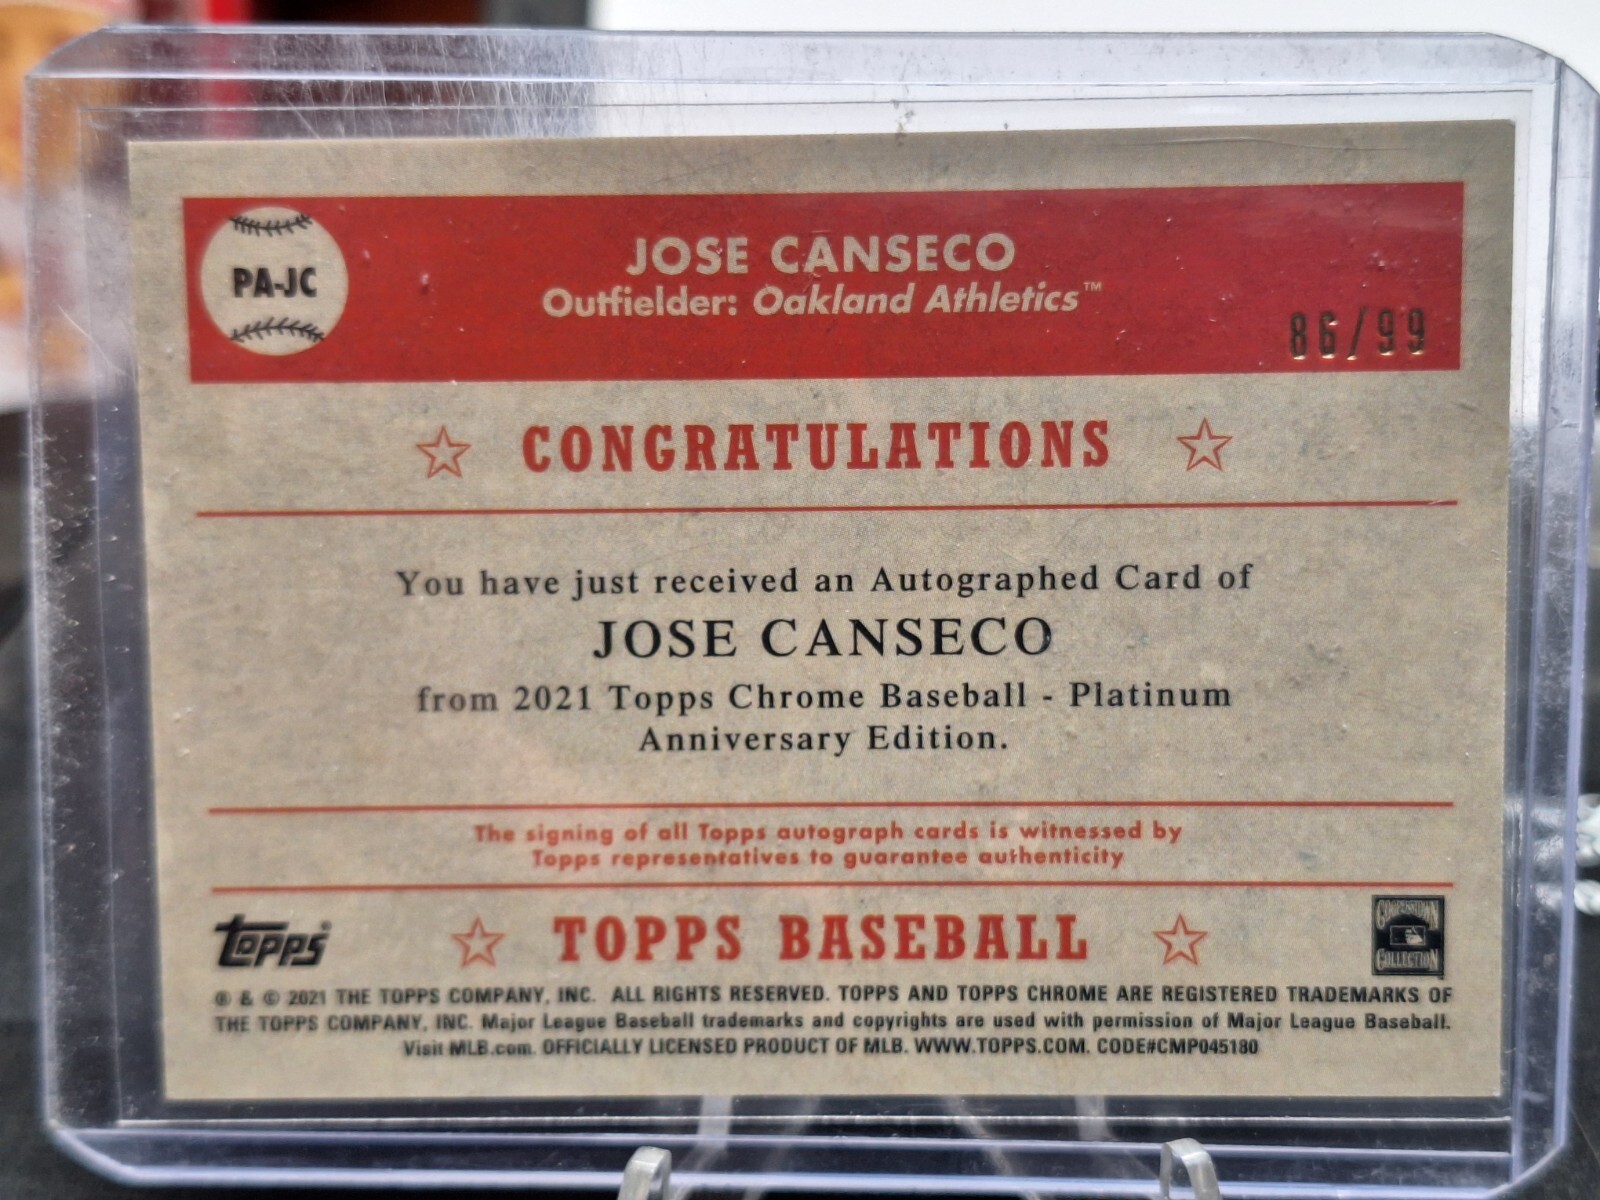 PA-JC
JOSE CANSECO
Outfielder: Oakland Athletics™
86/99
CONGRATULATIONS
You have just received an Autographed Card of
JOSE CANSECO
from 2021 Topps Chrome Baseball - Platinum
Anniversary Edition.
The signing of all Topps autograph cards is witnessed by
Topps representatives to guarantee authenticity
Topps
TOPPS BASEBALL
COOPERSTOWN
COLLECTION
® & © 2021 THE TOPPS COMPANY, INC. ALL RIGHTS RESERVED. TOPPS AND TOPPS CHROME ARE REGISTERED TRADEMARKS OF
THE TOPPS COMPANY, INC. Major League Baseball trademarks and copyrights are used with permission of Major League Baseball.
Visit MLB.com. OFFICIALLY LICENSED PRODUCT OF MLB. WWW.TOPPS.COM. CODE#CMP045180